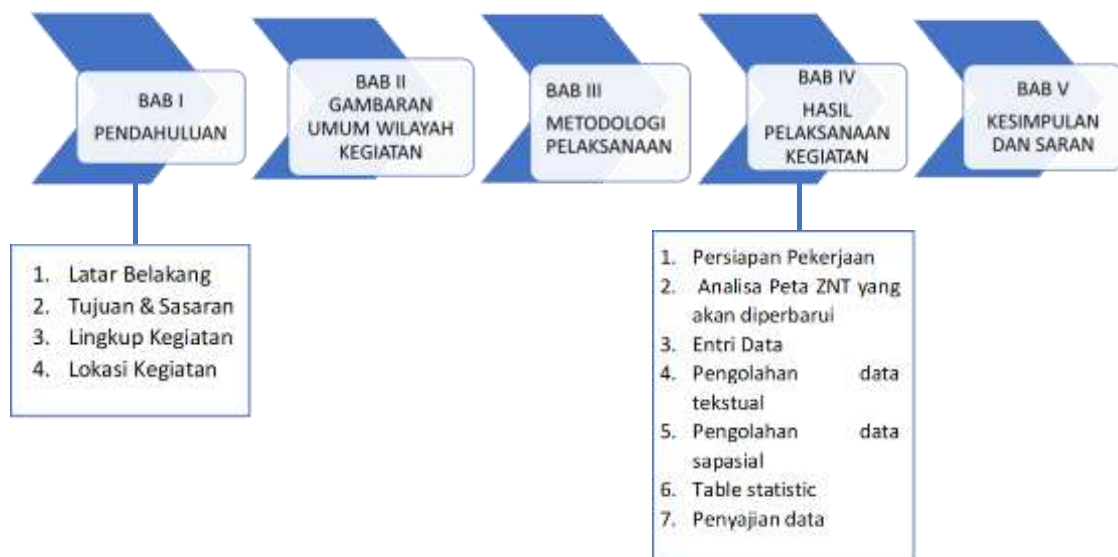 BAB I
PENDAHULUAN
BAB II
GAMBARAN
UMUM WILAYAH
KEGIATAN
BAB III
METODOLOGI
PELAKSANAAN
BAB IV
HASIL
PELAKSANAAN
KEGIATAN
BAB V
KESIMPULAN
DAN SARAN
1. Latar Belakang
2. Tujuan & Sasaran
3. Lingkup Kegiatan
4. Lokasi Kegiatan
1. Persiapan Pekerjaan
2. Analisa Peta ZNT yang
akan diperbarui
3. Entri Data
4. Pengolahan data
tekstual
5. Pengolahan data
sapasial
6. Table statistic
7. Penyajian data